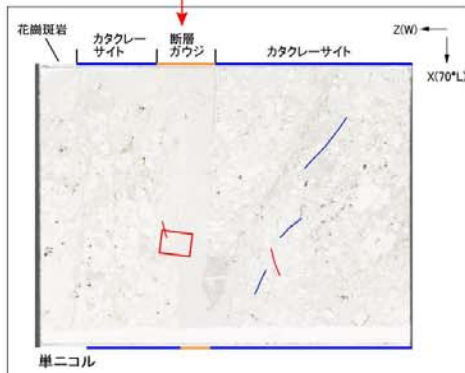 花崗斑岩
カタクレー
サイト
断層
ガウジ
カタクレーサイト
Z(W)
X(70°L)
単ニコル